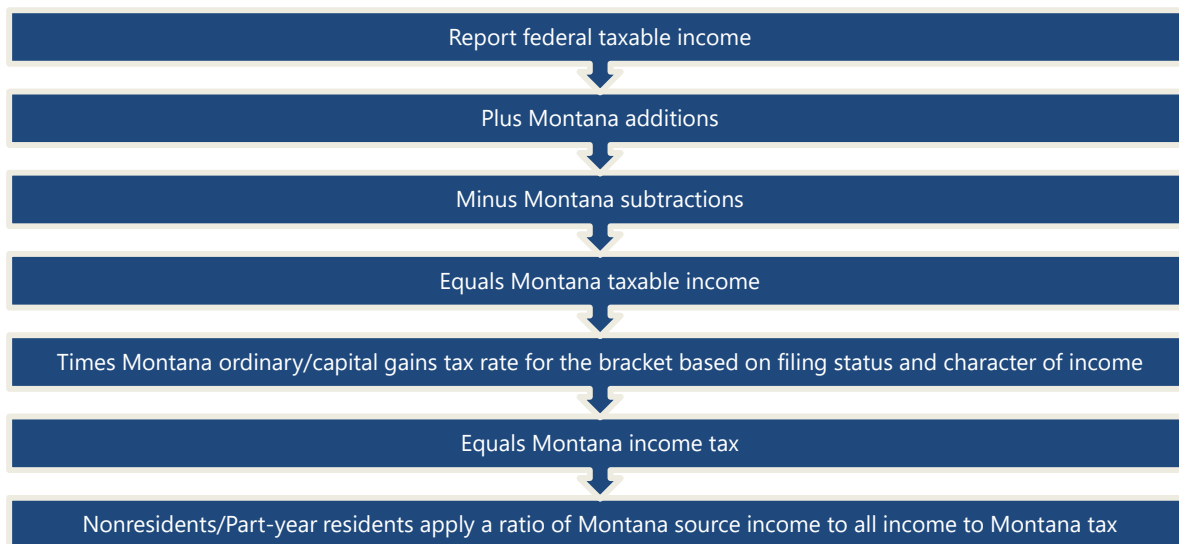 Report federal taxable income
Plus Montana additions
Minus Montana subtractions
Equals Montana taxable income
Times Montana ordinary/capital gains tax rate for the bracket based on filing status and character of income
Equals Montana income tax
Nonresidents/Part-year residents apply a ratio of Montana source income to all income to Montana tax